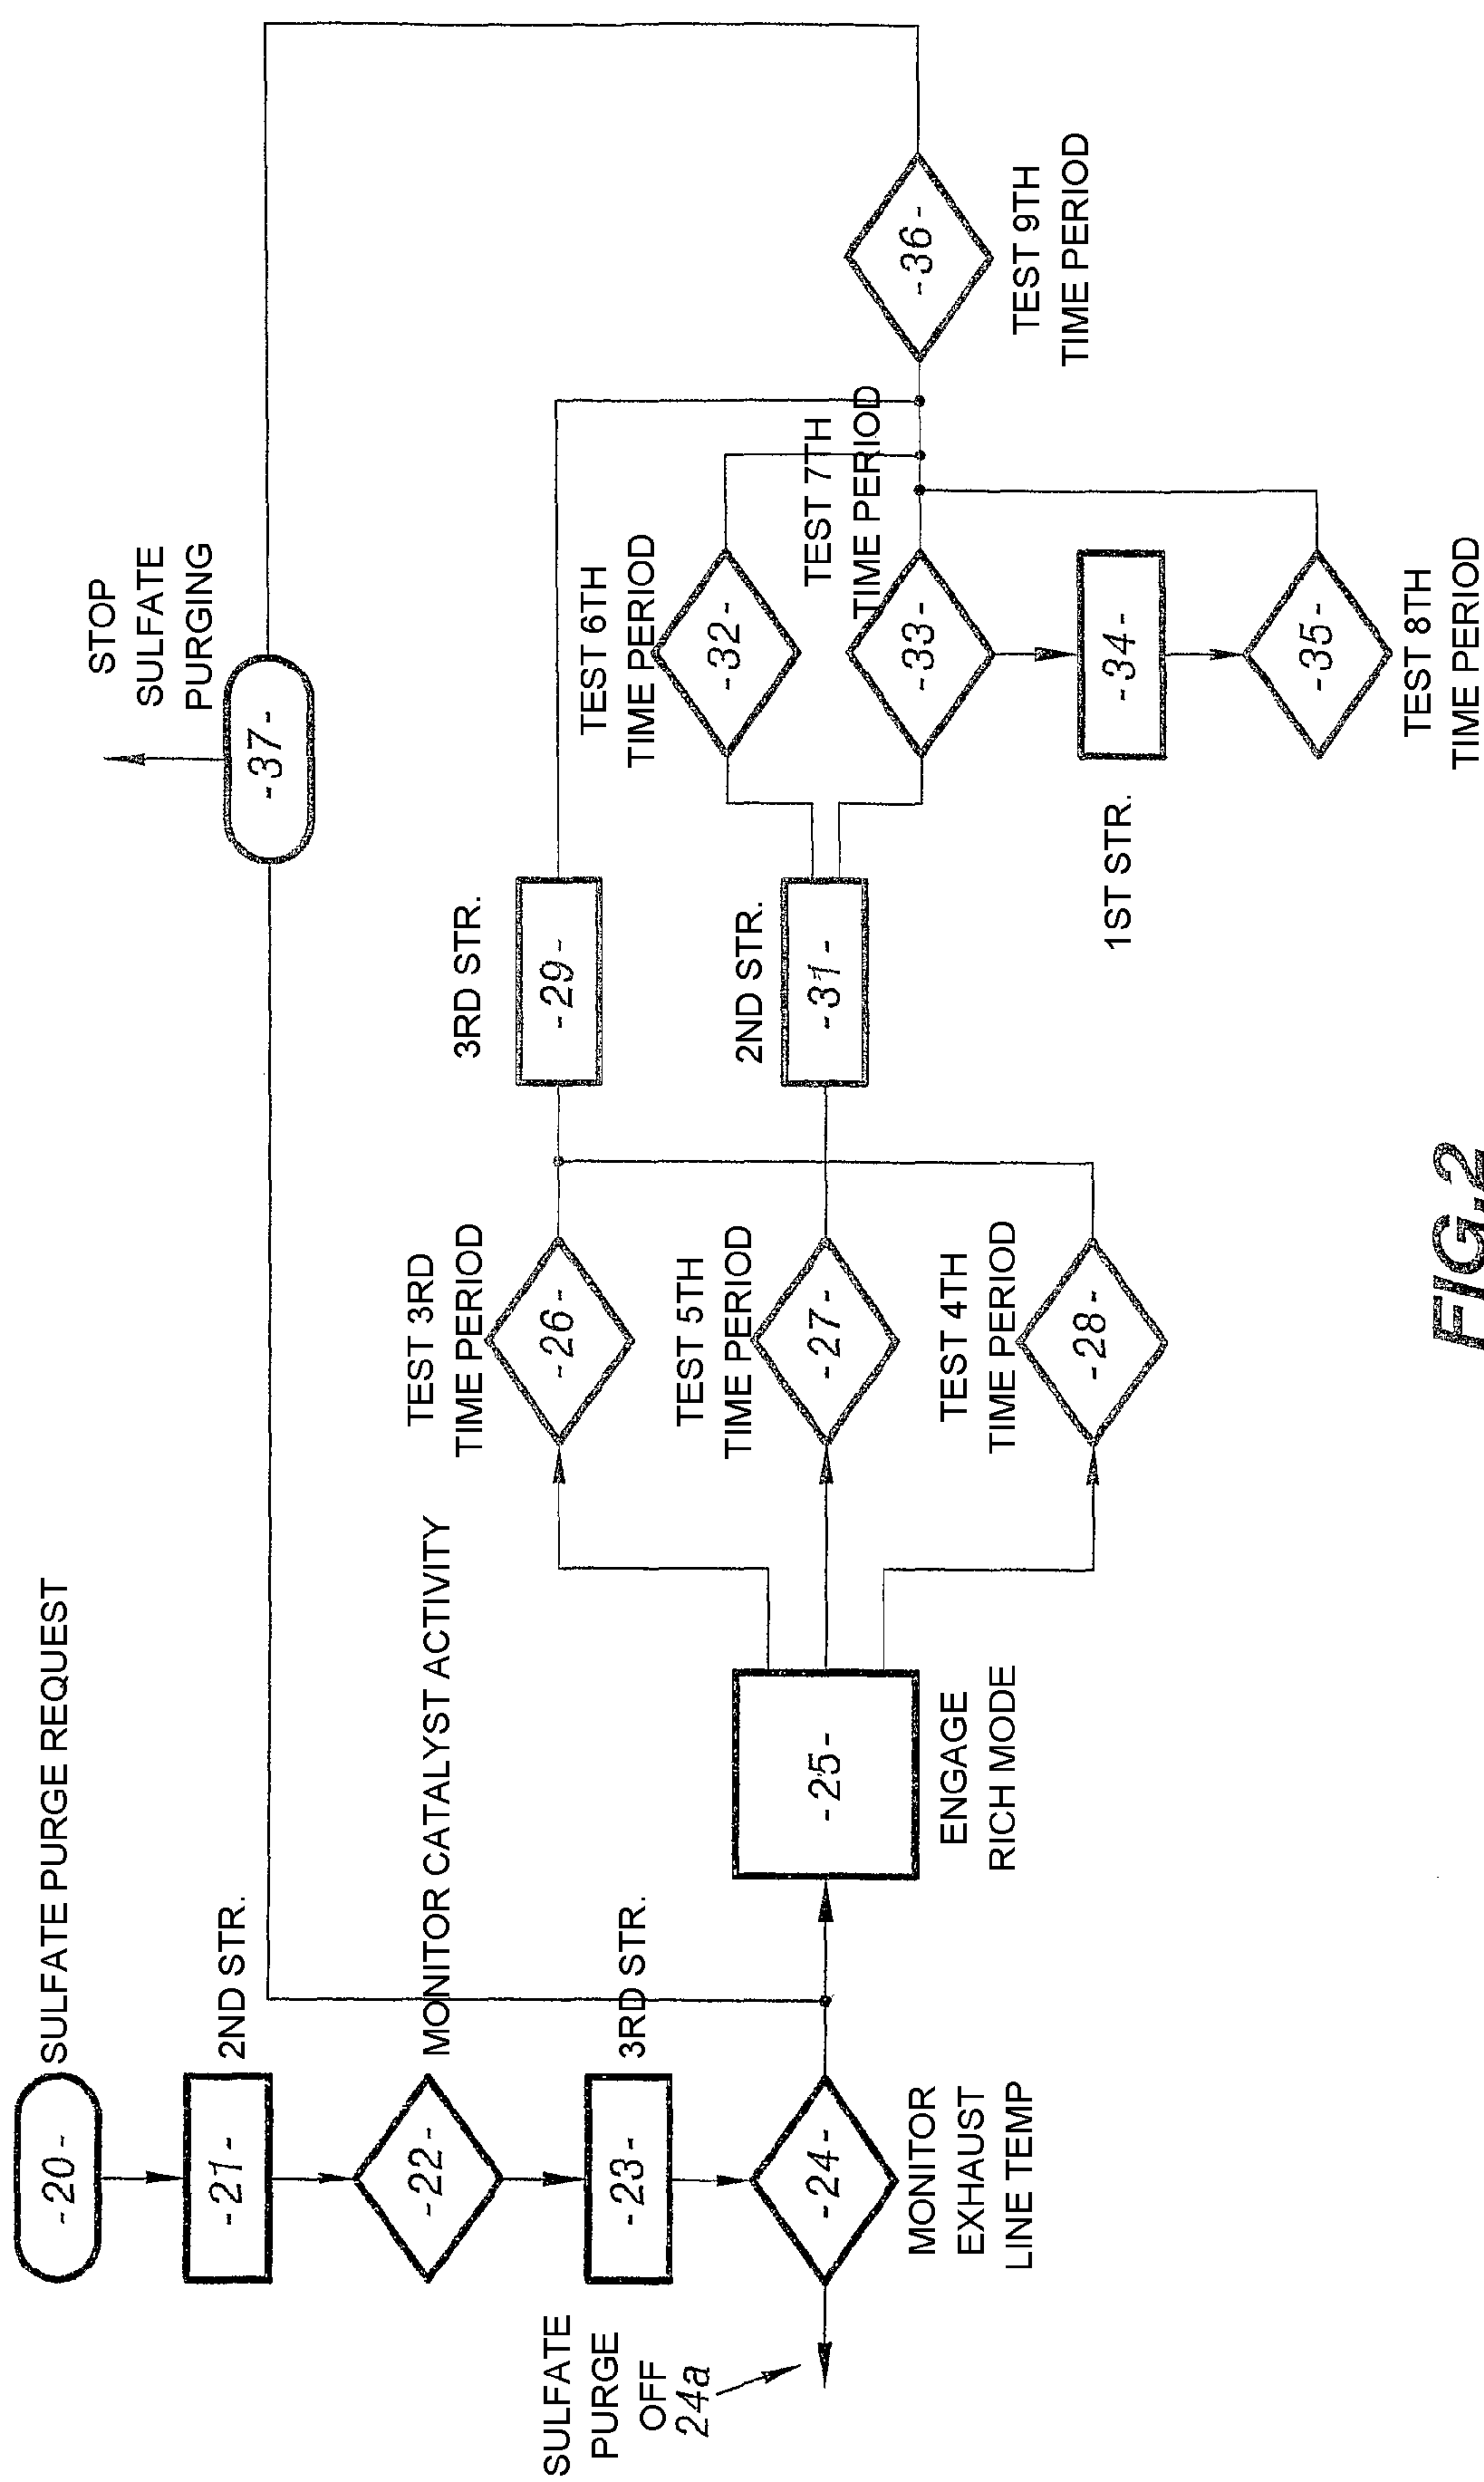 -20-
SULFATE PURGE REQUEST
-21-
2ND STR.
-22-
MONITOR CATALYST ACTIVITY
-23-
3RD STR.
SULFATE
PURGE
OFF
24a
-24-
MONITOR
EXHAUST
LINE TEMP
-25-
ENGAGE
RICH MODE
TEST 3RD
TIME PERIOD
-26-
TEST 5TH
TIME PERIOD
-27-
TEST 4TH
TIME PERIOD
-28-
3RD STR.
-29-
2ND STR.
-31-
TEST 6TH
TIME PERIOD
-32-
TEST 7TH
TIME PERIOD
-33-
1ST STR.
-34-
-35-
TEST 8TH
TIME PERIOD
-36-
TEST 9TH
TIME PERIOD
STOP
SULFATE
PURGING
-37-
FIG.2